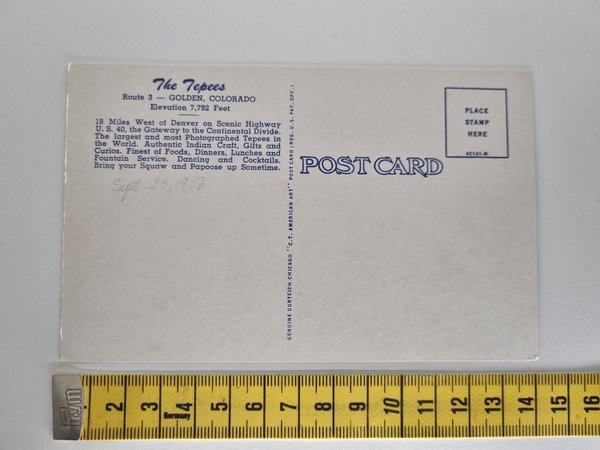 The Tepees
Route 3 — GOLDEN, COLORADO
Elevation 7,792 Feet
18 Miles West of Denver on Scenic Highway
U. S. 40, the Gateway to the Continental Divide.
The largest and most Photographed Tepees in
the World. Authentic Indian Craft, Gifts and
Curios. Finest of Foods, Dinners, Lunches and
Fountain Service. Dancing and Cocktails.
Bring your Squaw and Papoose up Sometime.
Sept. 23, 1956
GENUINE CURTEICH CHICAGO "C.T. AMERICAN ART" POST CARD (REG. U.S. PAT. OFF.)
POST CARD
PLACE
STAMP
HERE
2 3 4 5 6 7 8 9 10 11 12 13 14 15 16
Germany